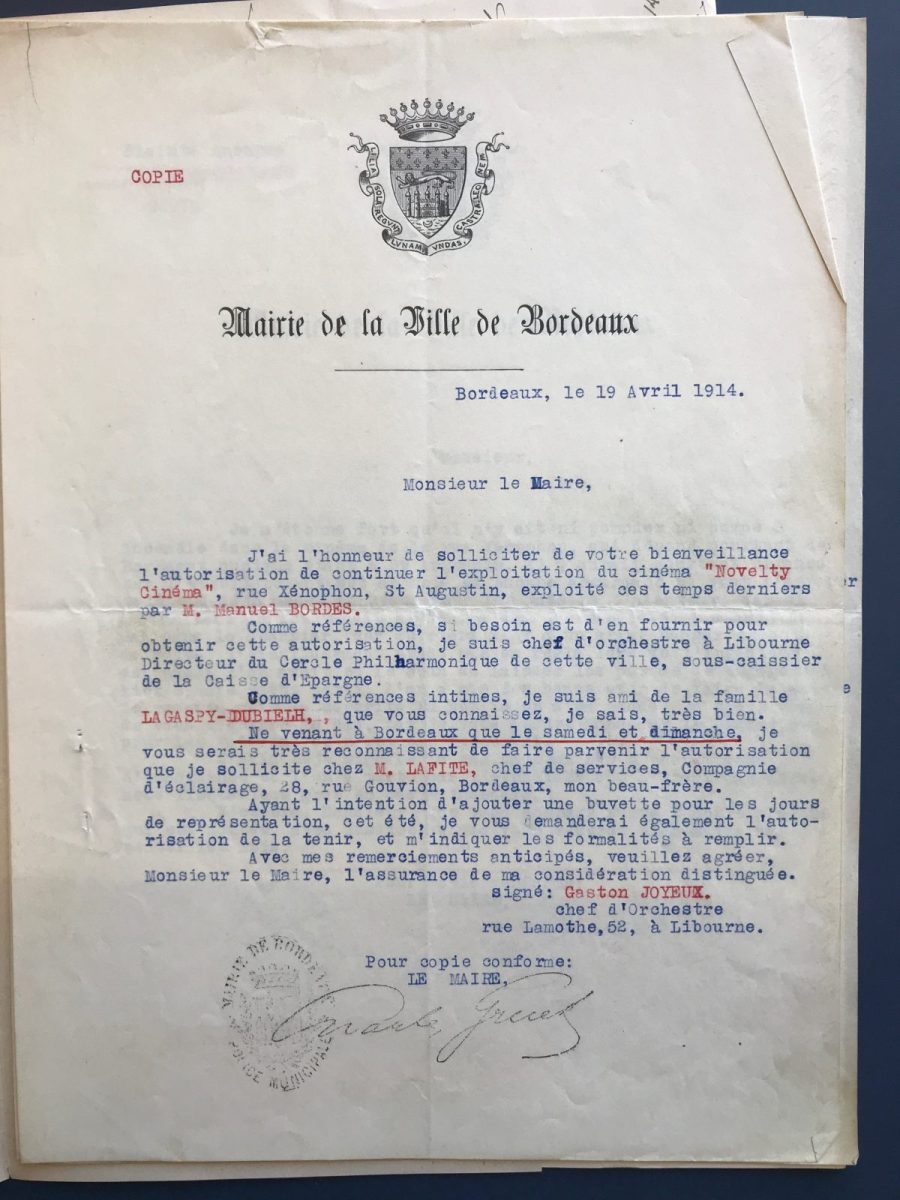 COPIE
LILIA SOLA REGUNT LVNAM VNDAS CASTRA LEONEM
Mairie de la Ville de Bordeaux
Bordeaux, le 19 Avril 1914.
Monsieur le Maire,
J'ai l'honneur de solliciter de votre bienveillance
l'autorisation de continuer l'exploitation du cinéma "Novelty
Cinéma", rue Xénophon, St Augustin, exploité ces temps derniers
par M. Manuel BORDES.
Comme références, si besoin est d'en fournir pour
obtenir cette autorisation, je suis chef d'orchestre à Libourne
Directeur du Cercle Philharmonique de cette ville, sous-caissier
de la Caisse d'Epargne.
Comme références intimes, je suis ami de la famille
LAGASPY-DUBIELH, , que vous connaissez, je sais, très bien.
Ne venant à Bordeaux que le samedi et dimanche, je
vous serais très reconnaissant de faire parvenir l'autorisation
que je sollicite chez M. LAFITE, chef de services, Compagnie
d'éclairage, 28, rue Gouvion, Bordeaux, mon beau-frère.
Ayant l'intention d'ajouter une buvette pour les jours
de représentation, cet été, je vous demanderai également l'auto-
risation de la tenir, et m'indiquer les formalités à remplir.
Avec mes remerciements anticipés, veuillez agréer,
Monsieur le Maire, l'assurance de ma considération distinguée.
signé: Gaston JOYEUX.
chef d'Orchestre
rue Lamothe,52, à Libourne.
Pour copie conforme:
LE MAIRE,
MAIRIE DE BORDEAUX
POLICE MUNICIPALE